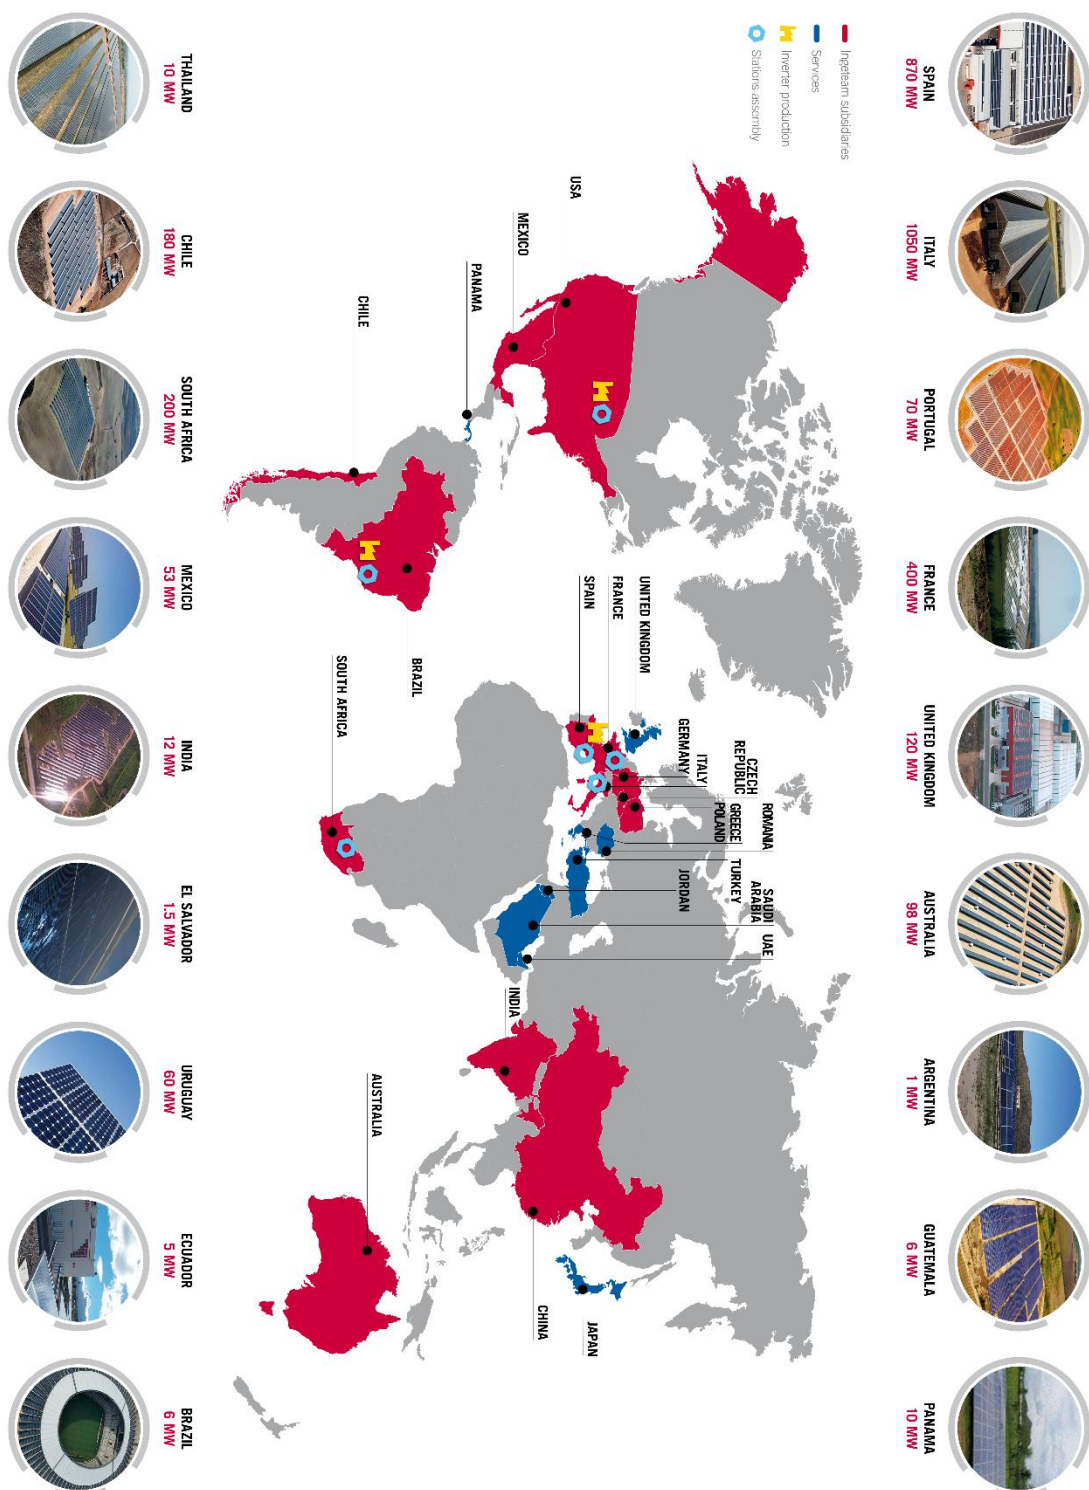 SPAIN
870 MW
ITALY
1050 MW
PORTUGAL
70 MW
FRANCE
400 MW
UNITED KINGDOM
120 MW
AUSTRALIA
98 MW
ARGENTINA
1 MW
GUATEMALA
6 MW
PANAMA
10 MW
Ingeteam subsidiaries
Services
Inverter production
Stations assembly
USA
MEXICO
PANAMA
CHILE
BRAZIL
UNITED KINGDOM
FRANCE
SPAIN
GERMANY
ITALY
CZECH
REPUBLIC
POLAND
GREECE
ROMANIA
TURKEY
JORDAN
SAUDI
ARABIA
UAE
SOUTH AFRICA
INDIA
CHINA
JAPAN
AUSTRALIA
THAILAND
10 MW
CHILE
180 MW
SOUTH AFRICA
200 MW
MEXICO
53 MW
INDIA
12 MW
EL SALVADOR
1.5 MW
URUGUAY
60 MW
ECUADOR
5 MW
BRAZIL
6 MW